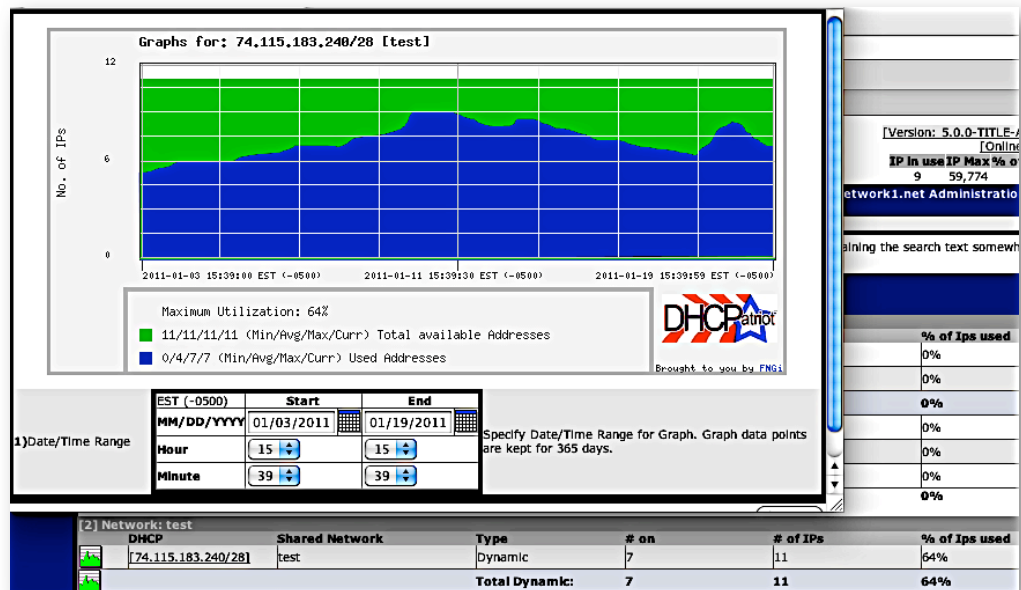 Graphs for: 74.115.183.240/28 [test]
12
6
0
No. of IPs
2011-01-03 15:39:00 EST (-0500) 2011-01-11 15:39:30 EST (-0500) 2011-01-19 15:39:59 EST (-0500)
Maximum Utilization: 64%
11/11/11/11 (Min/Avg/Max/Curr) Total available Addresses
0/4/7/7 (Min/Avg/Max/Curr) Used Addresses
DHCPatriot
Brought to you by FNGi
EST (-0500) Start End
MM/DD/YYYY 01/03/2011 01/19/2011
1)Date/Time Range
Hour 15 15
Minute 39 39
Specify Date/Time Range for Graph. Graph data points
are kept for 365 days.
[Version: 5.0.0-TITLE-A
[Online
IP in use IP Max % o
9 59,774
etwork1.net Administratio
aining the search text somewh
% of Ips used
0%
0%
0%
0%
0%
0%
0%
[2] Network: test
DHCP Shared Network Type # on # of IPs % of Ips used
[74.115.183.240/28] test Dynamic 7 11 64%
Total Dynamic: 7 11 64%